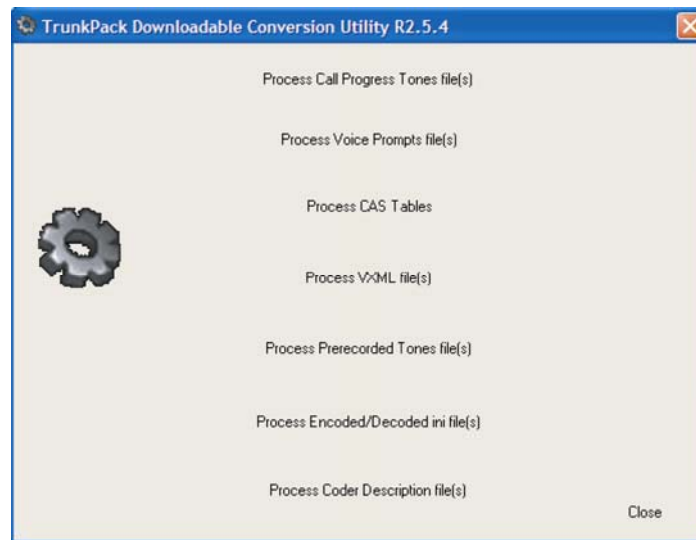 TrunkPack Downloadable Conversion Utility R2.5.4
Process Call Progress Tones file(s)
Process Voice Prompts file(s)
Process CAS Tables
Process VXML file(s)
Process Prerecorded Tones file(s)
Process Encoded/Decoded ini file(s)
Process Coder Description file(s)
Close